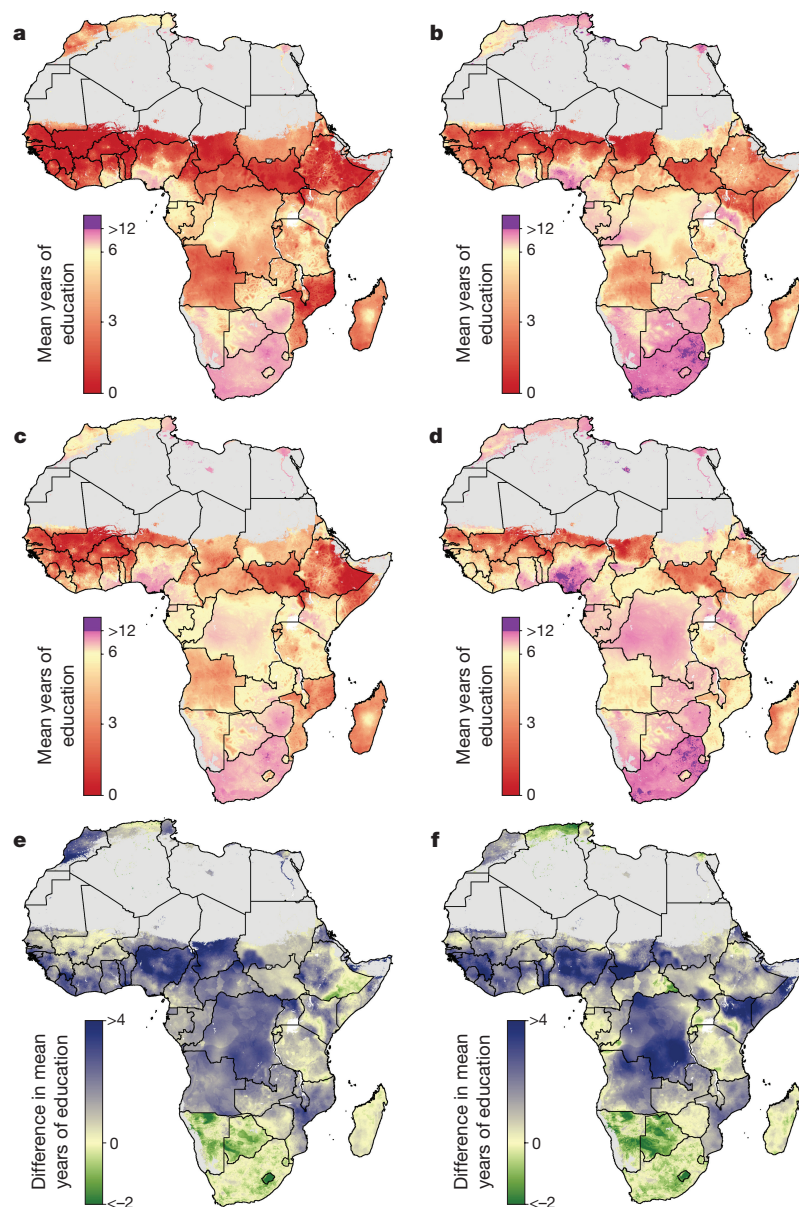 a
b
>12
6
3
0
Mean years of
education
>12
6
3
0
Mean years of
education
c
d
>12
6
3
0
Mean years of
education
>12
6
3
0
Mean years of
education
e
f
>4
0
<–2
Difference in mean
years of education
>4
0
<–2
Difference in mean
years of education